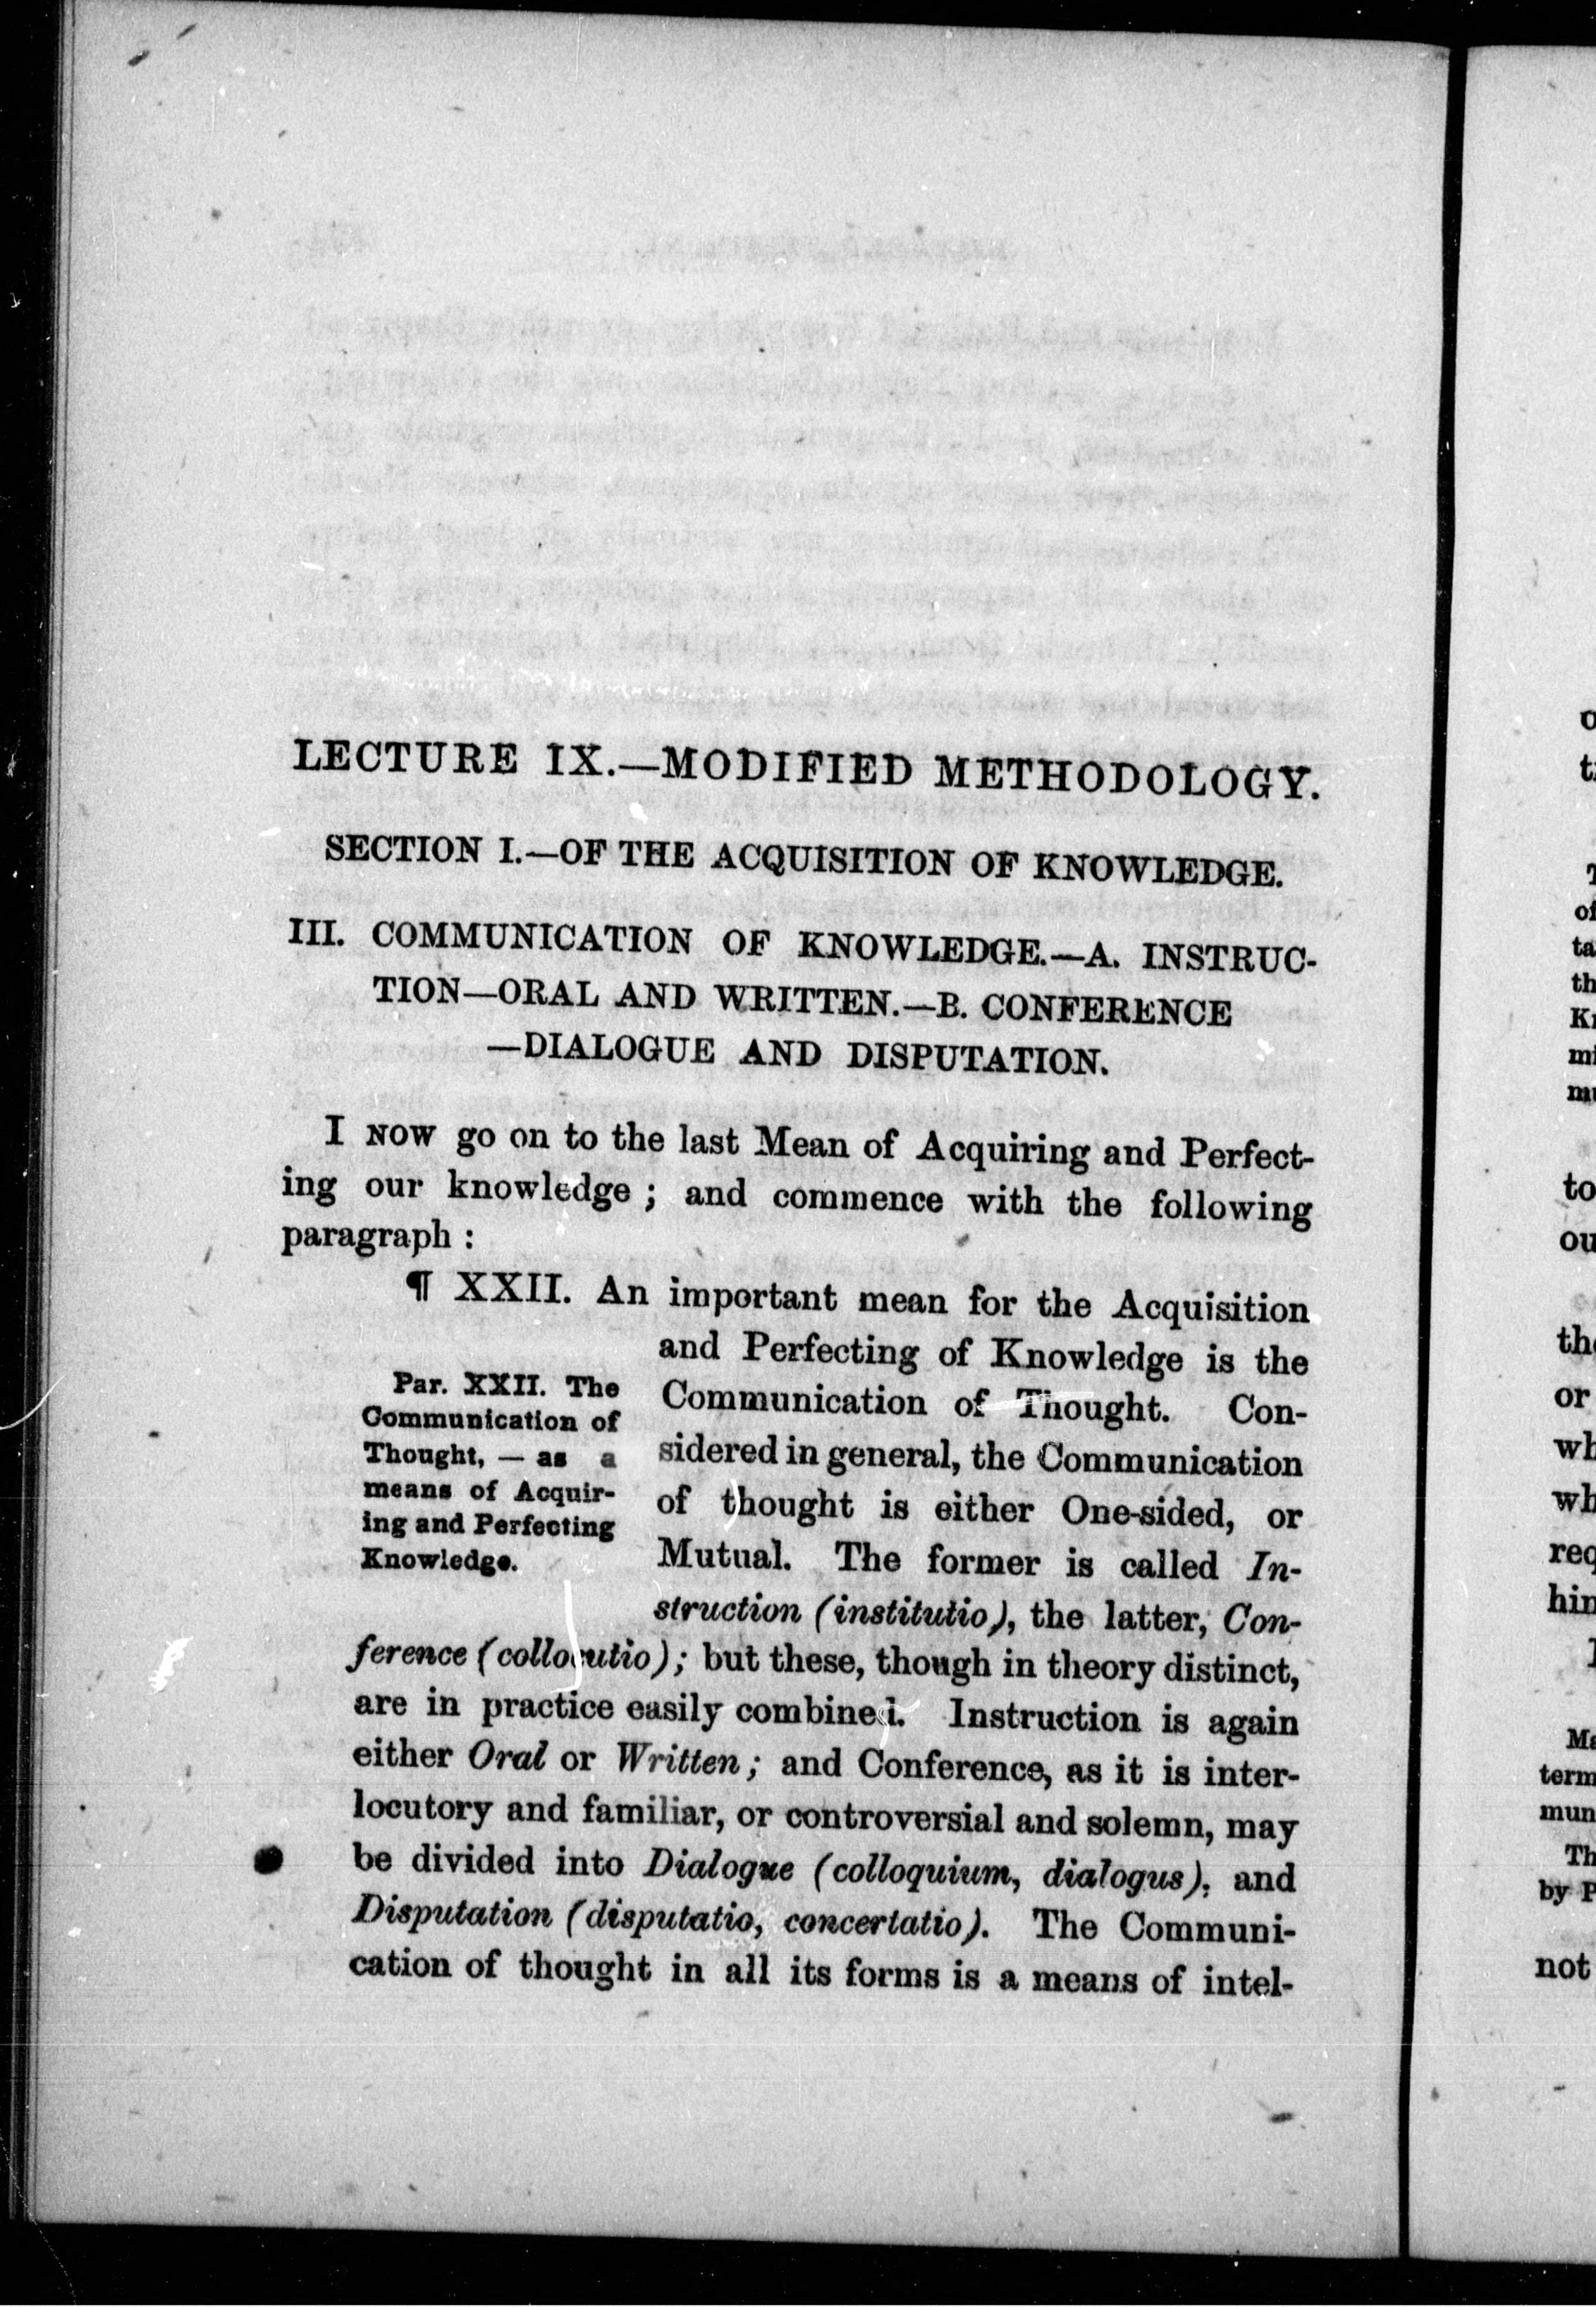 LECTURE IX.—MODIFIED METHODOLOGY.
SECTION I.—OF THE ACQUISITION OF KNOWLEDGE.
III. COMMUNICATION OF KNOWLEDGE.—A. INSTRUC-
TION—ORAL AND WRITTEN.—B. CONFERENCE
—DIALOGUE AND DISPUTATION.
I NOW go on to the last Mean of Acquiring and Perfect-
ing our knowledge ; and commence with the following
paragraph :
¶ XXII. An important mean for the Acquisition
and Perfecting of Knowledge is the
Communication of Thought. Con-
sidered in general, the Communication
of thought is either One-sided, or
Mutual. The former is called In-
struction (institutio), the latter, Con-
Par. XXII. The
Communication of
Thought, — as a
means of Acquir-
ing and Perfecting
Knowledge.
ference (collocutio) ; but these, though in theory distinct,
are in practice easily combined. Instruction is again
either Oral or Written ; and Conference, as it is inter-
locutory and familiar, or controversial and solemn, may
be divided into Dialogue (colloquium, dialogus), and
Disputation (disputatio, concertatio). The Communi-
cation of thought in all its forms is a means of intel-
to
ou
or
not
by P